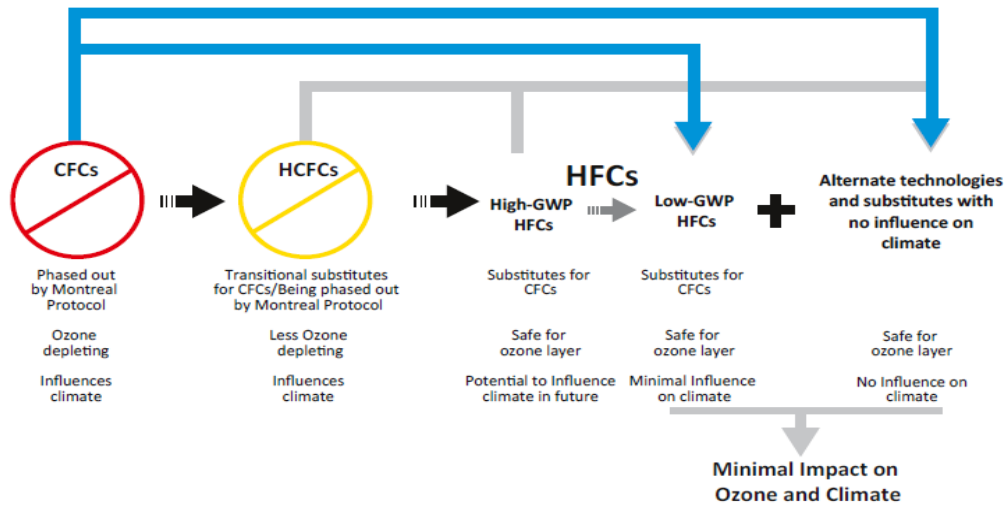 CFCs
Phased out
by Montreal
Protocol
Ozone
depleting
Influences
climate
HCFCs
Transitional substitutes
for CFCs/Being phased out
by Montreal Protocol
Less Ozone
depleting
Influences
climate
HFCs
High-GWP
HFCs
Substitutes for
CFCs
Safe for
ozone layer
Potential to Influence
climate in future
Low-GWP
HFCs
Substitutes for
CFCs
Safe for
ozone layer
Minimal Influence
on climate
Alternate technologies
and substitutes with
no influence on
climate
Safe for
ozone layer
No Influence on
climate
Minimal Impact on
Ozone and Climate